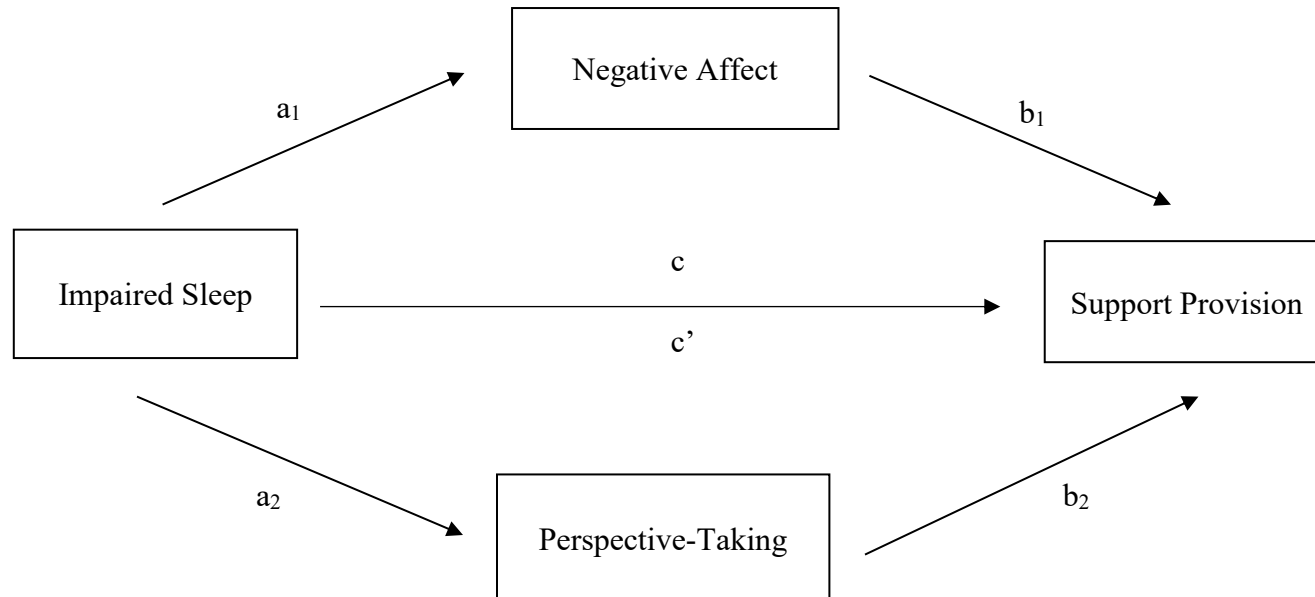 Negative Affect
a₁
b₁
c
Impaired Sleep
Support Provision
c’
a₂
b₂
Perspective-Taking